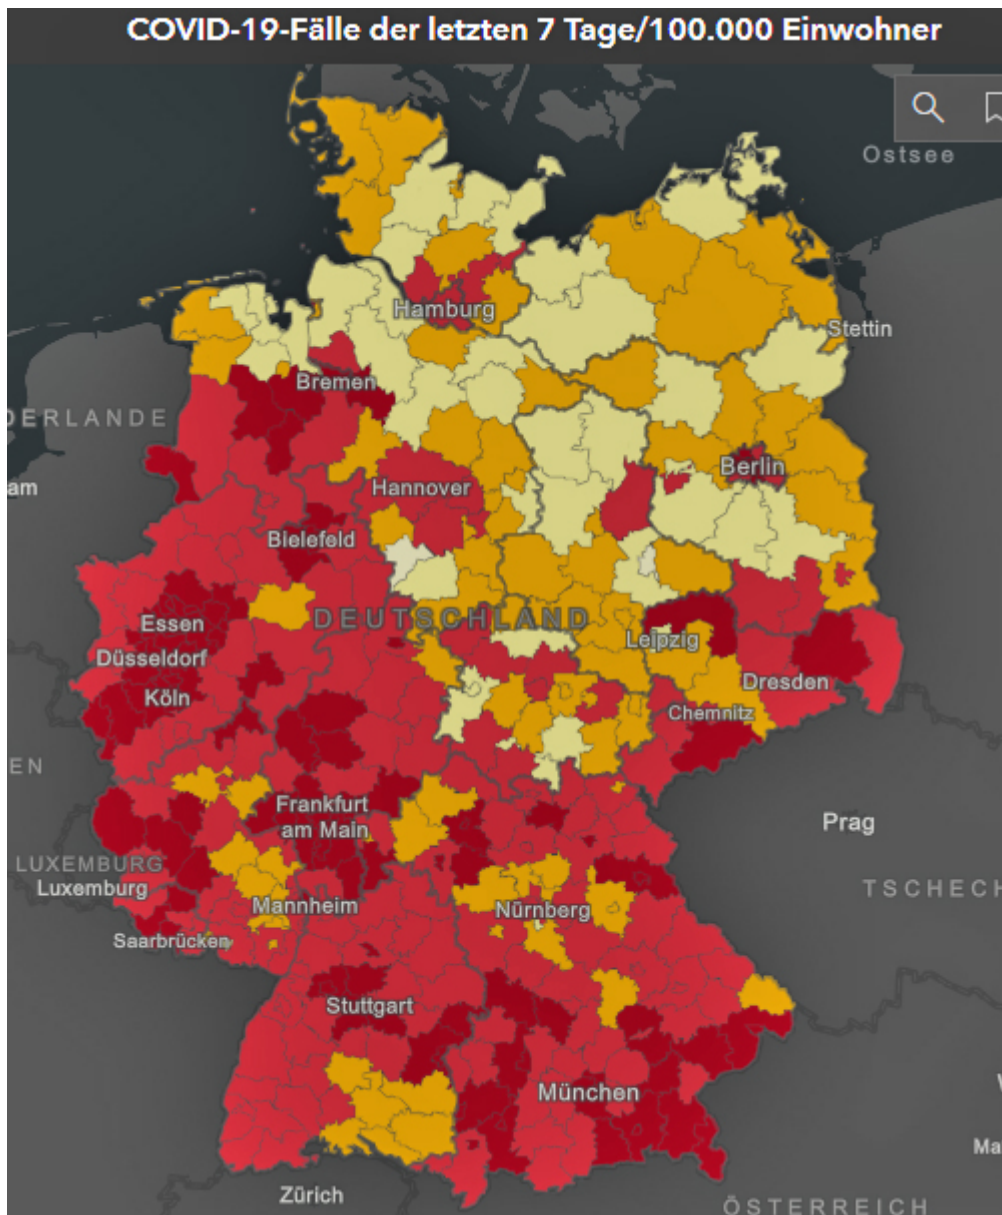 COVID-19-Fälle der letzten 7 Tage/100.000 Einwohner
Ostsee
Hamburg
Stettin
Bremen
DERLANDE
Berlin
Hannover
am
Bielefeld
DEUTSCHLAND
Essen
Leipzig
Düsseldorf
Dresden
Köln
Chemnitz
EN
Frankfurt
am Main
Prag
LUXEMBURG
Luxemburg
TSCHECH
Mannheim
Nürnberg
Saarbrücken
Stuttgart
München
Ma
Zürich
ÖSTERREICH